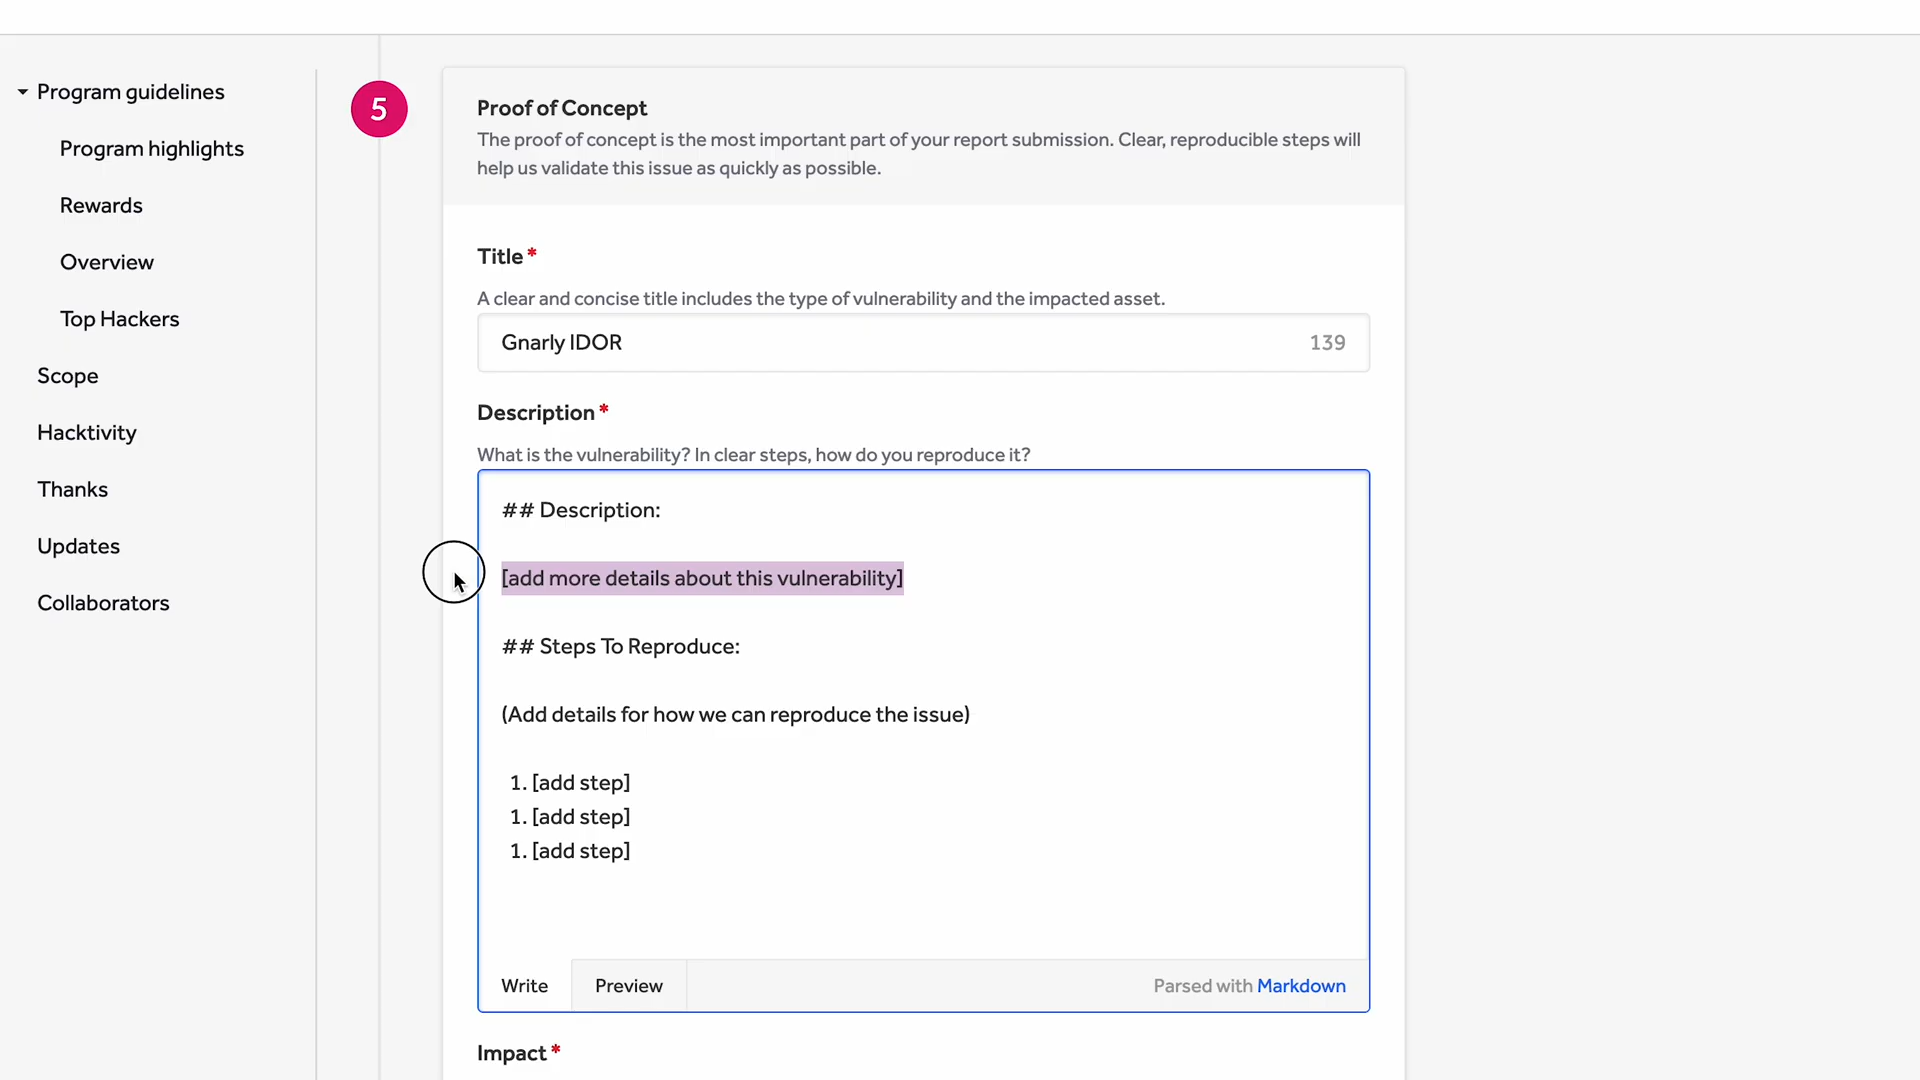 Program guidelines
Program highlights
Rewards
Overview
Top Hackers
Scope
Hacktivity
Thanks
Updates
Collaborators
5
Proof of Concept
The proof of concept is the most important part of your report submission. Clear, reproducible steps will
help us validate this issue as quickly as possible.
Title *
A clear and concise title includes the type of vulnerability and the impacted asset.
Gnarly IDOR 139
Description *
What is the vulnerability? In clear steps, how do you reproduce it?
## Description:
[add more details about this vulnerability]
## Steps To Reproduce:
(Add details for how we can reproduce the issue)
1. [add step]
1. [add step]
1. [add step]
Write Preview Parsed with Markdown
Impact *